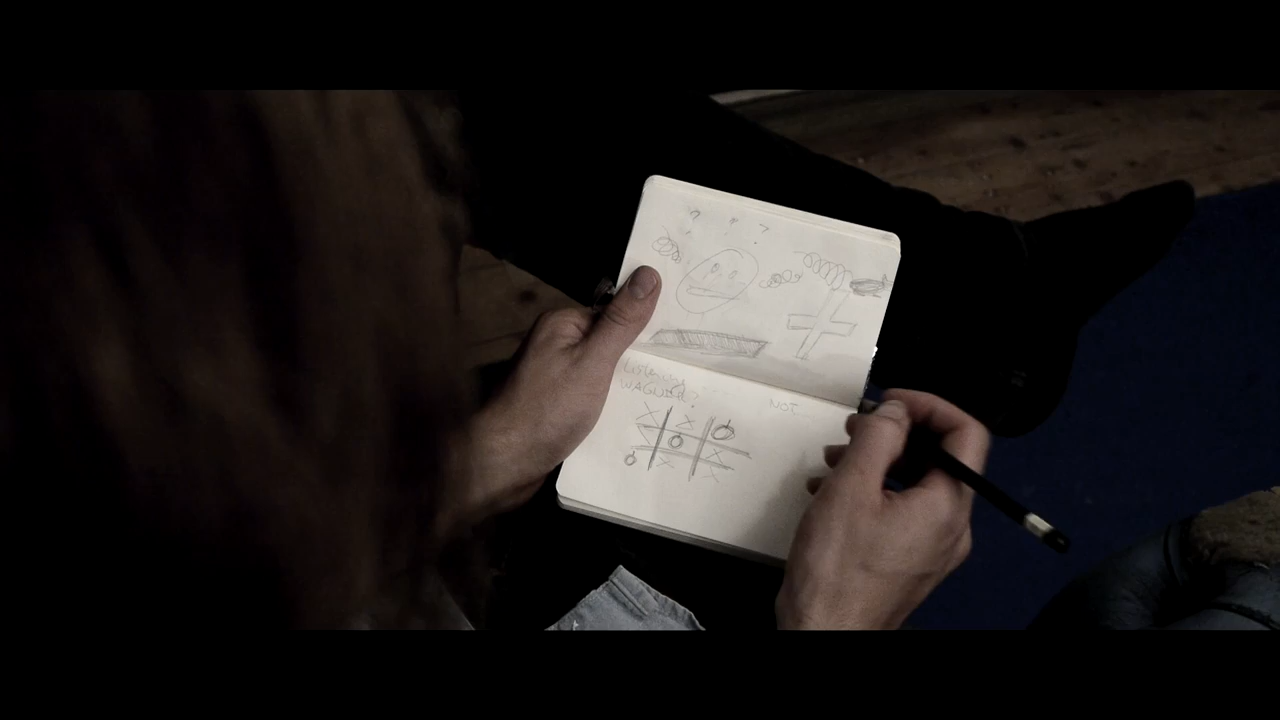 ? ? ?
Listening
WAGNER?
NOT
X X O
X O X
O X X